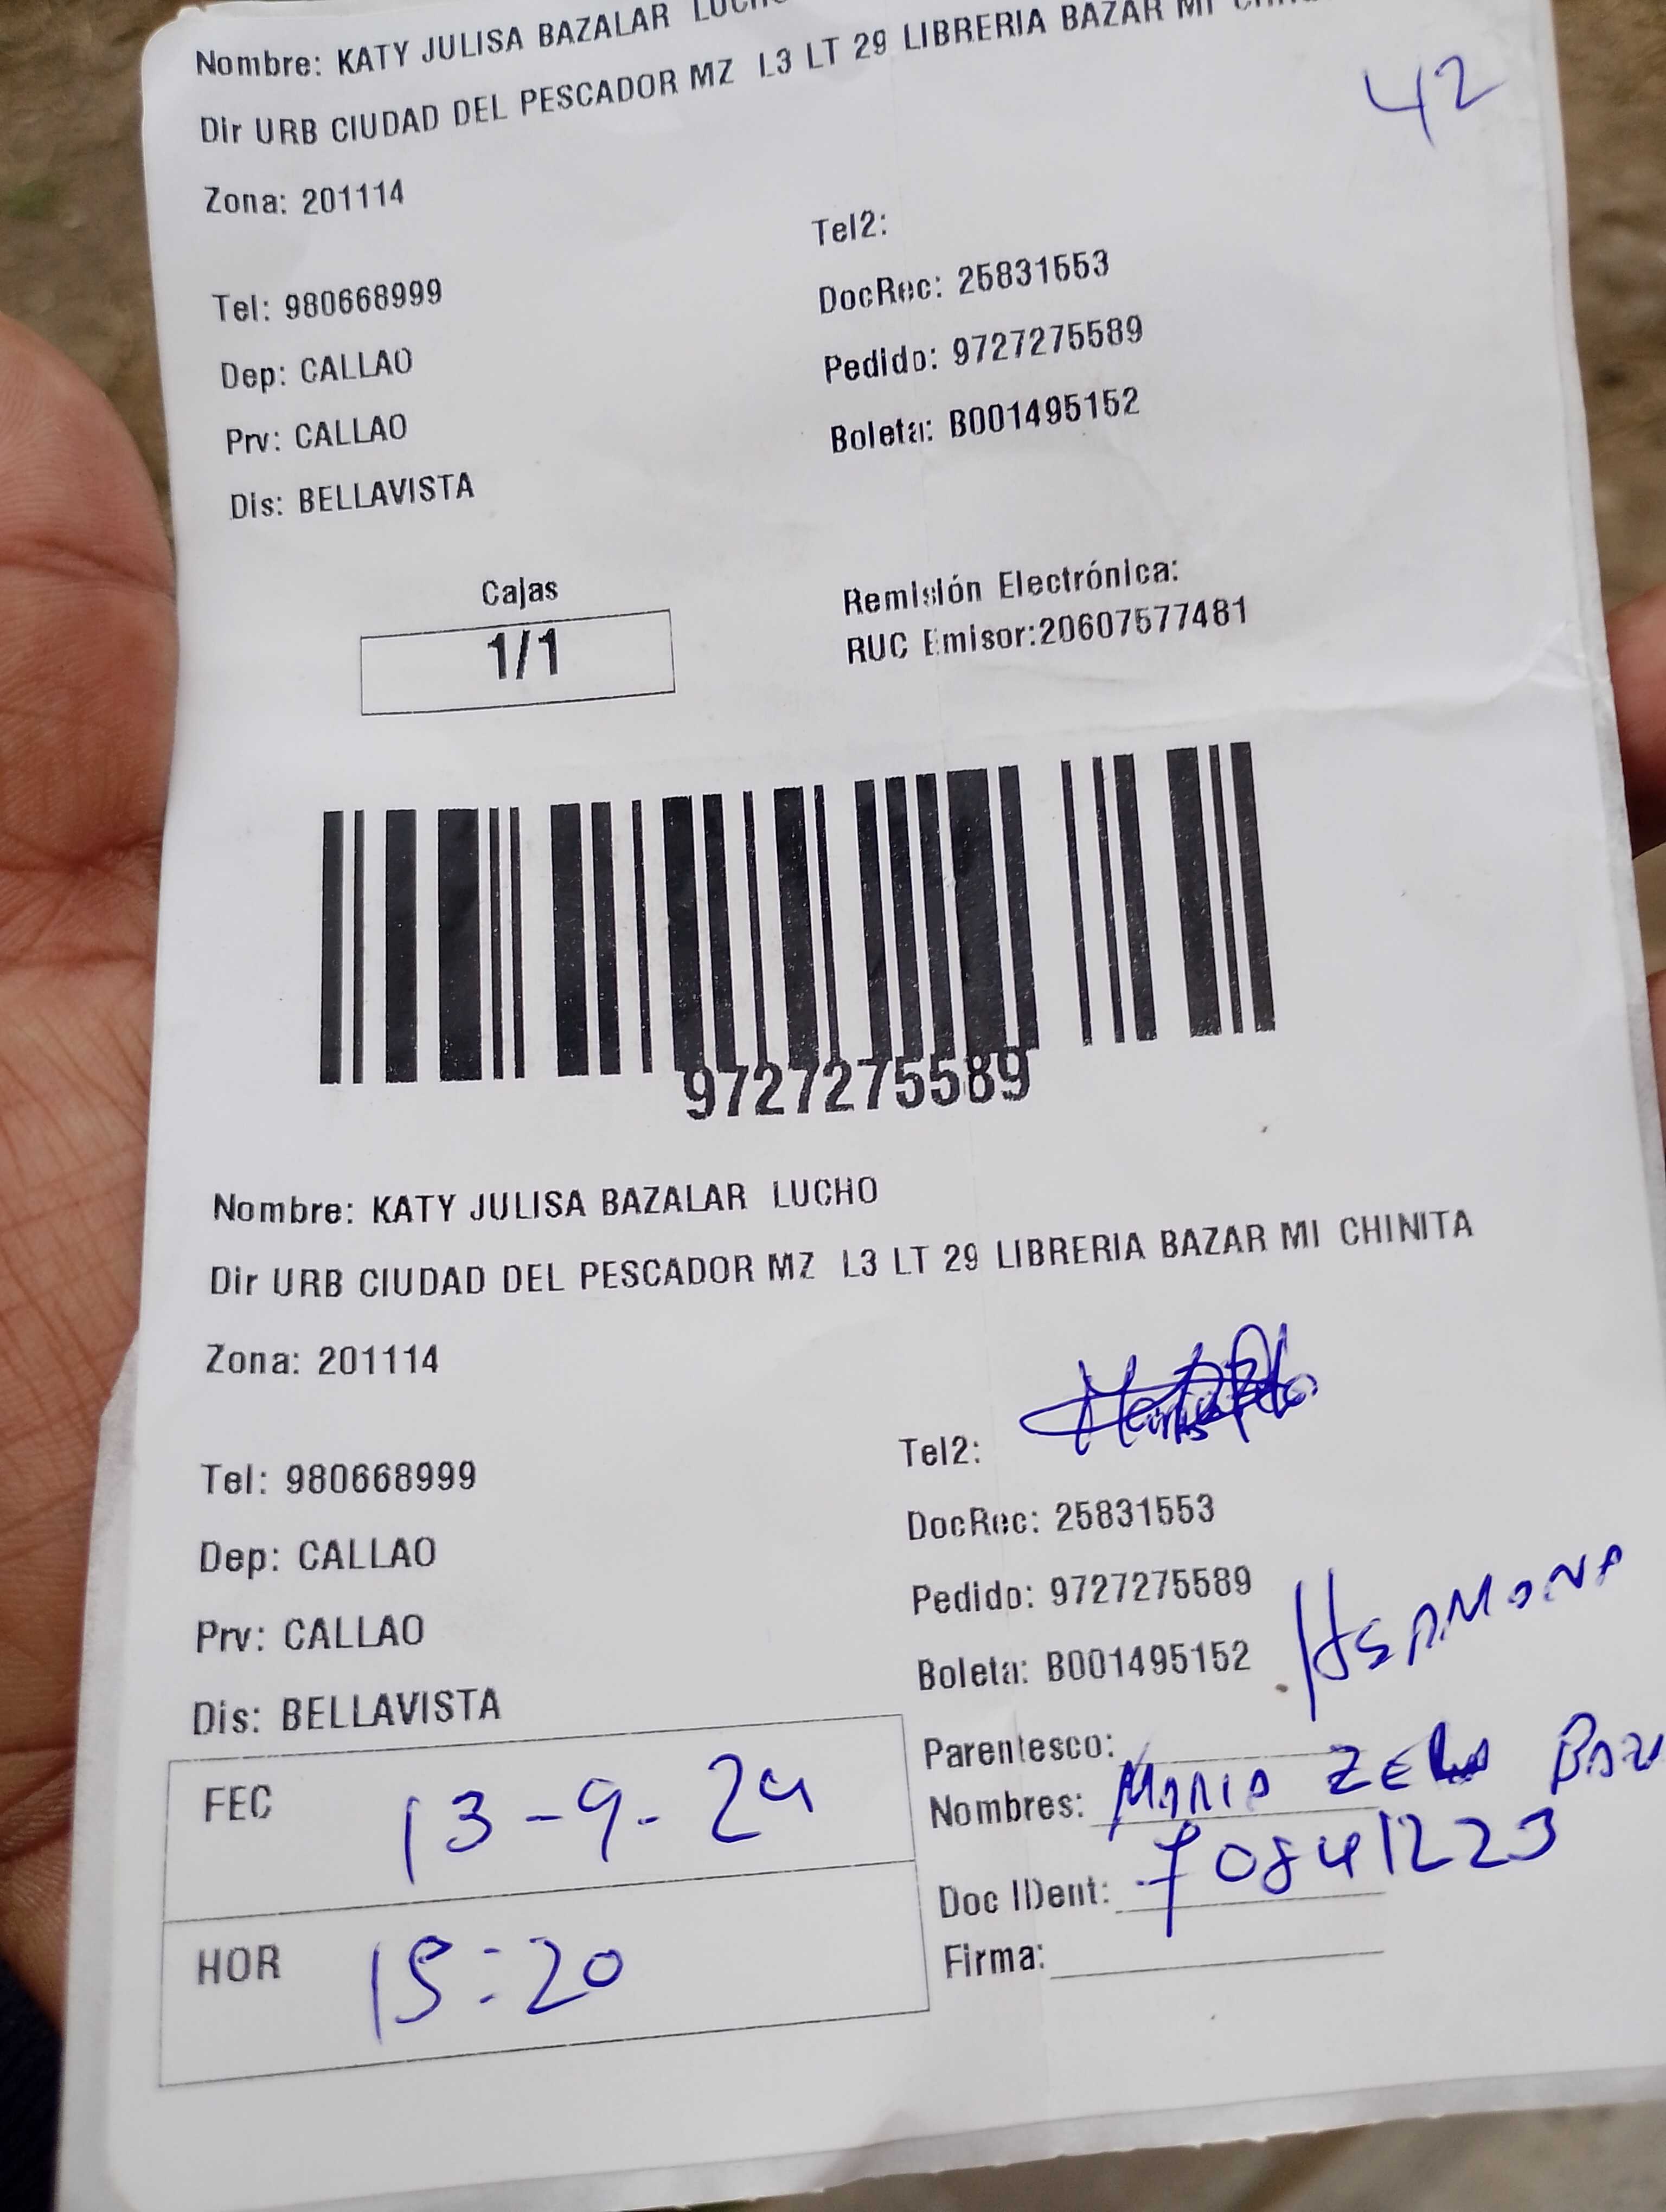 Nombre: KATY JULISA BAZALAR
Dir URB CIUDAD DEL PESCADOR MZ L3 LT 29 LIBRERIA BAZAR MI
42
Zona: 201114
Tel2:
Tel: 980668999
DocRec: 25831553
Dep: CALLAO
Pedido: 9727275589
Prv: CALLAO
Boleta: B001495152
Dis: BELLAVISTA
Cajas
1/1
Remisión Electrónica:
RUC Emisor:20607577481
9727275589
Nombre: KATY JULISA BAZALAR LUCHO
Dir URB CIUDAD DEL PESCADOR MZ L3 LT 29 LIBRERIA BAZAR MI CHINITA
Zona: 201114
Tel2:
Tel: 980668999
DocRec: 25831553
Dep: CALLAO
Pedido: 9727275589
Prv: CALLAO
Boleta: B001495152
Dis: BELLAVISTA
Parentesco:
FEC 13-9-24
Nombres: MARIA
Doc IDent: 70841223
HOR 15:20
Firma: